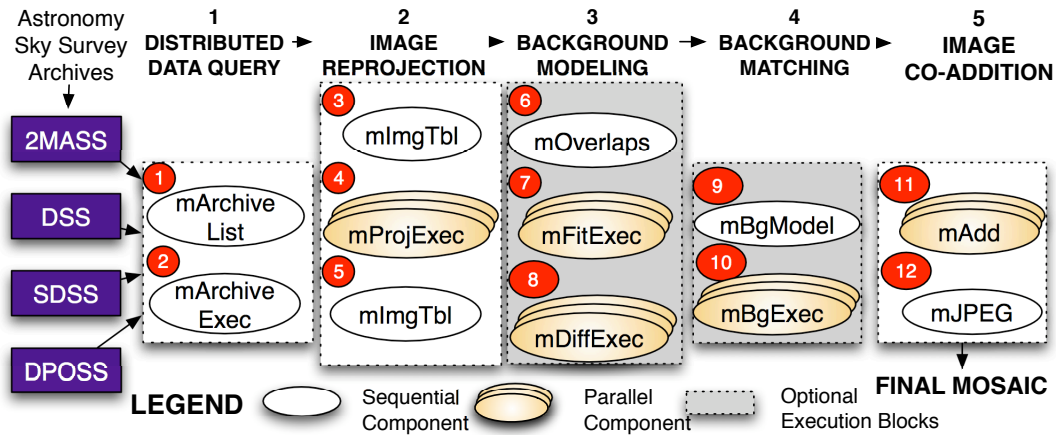 Astronomy
Sky Survey
Archives
1
DISTRIBUTED
DATA QUERY
2
IMAGE
REPROJECTION
3
BACKGROUND
MODELING
4
BACKGROUND
MATCHING
5
IMAGE
CO-ADDITION
2MASS
DSS
SDSS
DPOSS
1
mArchive
List
2
mArchive
Exec
3
mImgTbl
4
mProjExec
5
mImgTbl
6
mOverlaps
7
mFitExec
8
mDiffExec
9
mBgModel
10
mBgExec
11
mAdd
12
mJPEG
FINAL MOSAIC
LEGEND
Sequential
Component
Parallel
Component
Optional
Execution Blocks